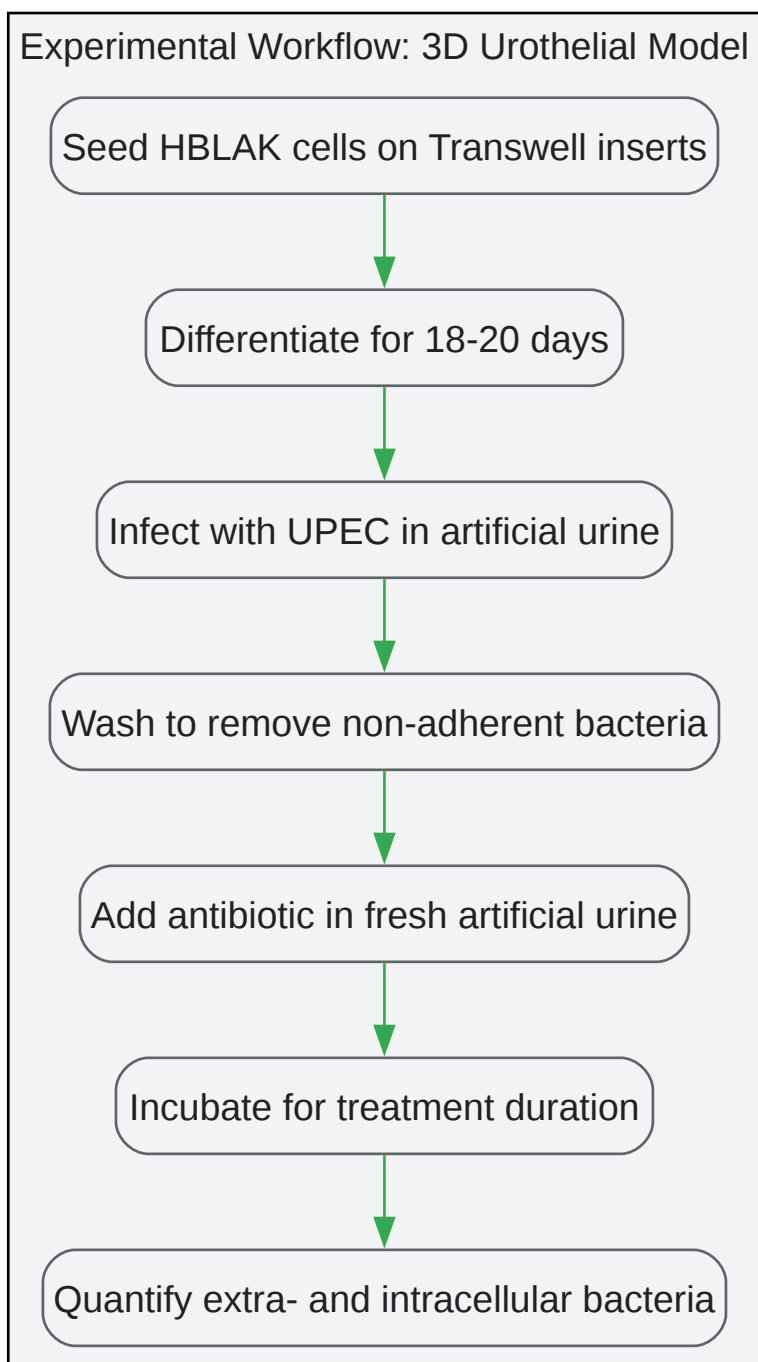 Experimental Workflow: 3D Urothelial Model
Seed HBLAK cells on Transwell inserts
Differentiate for 18-20 days
Infect with UPEC in artificial urine
Wash to remove non-adherent bacteria
Add antibiotic in fresh artificial urine
Incubate for treatment duration
Quantify extra- and intracellular bacteria